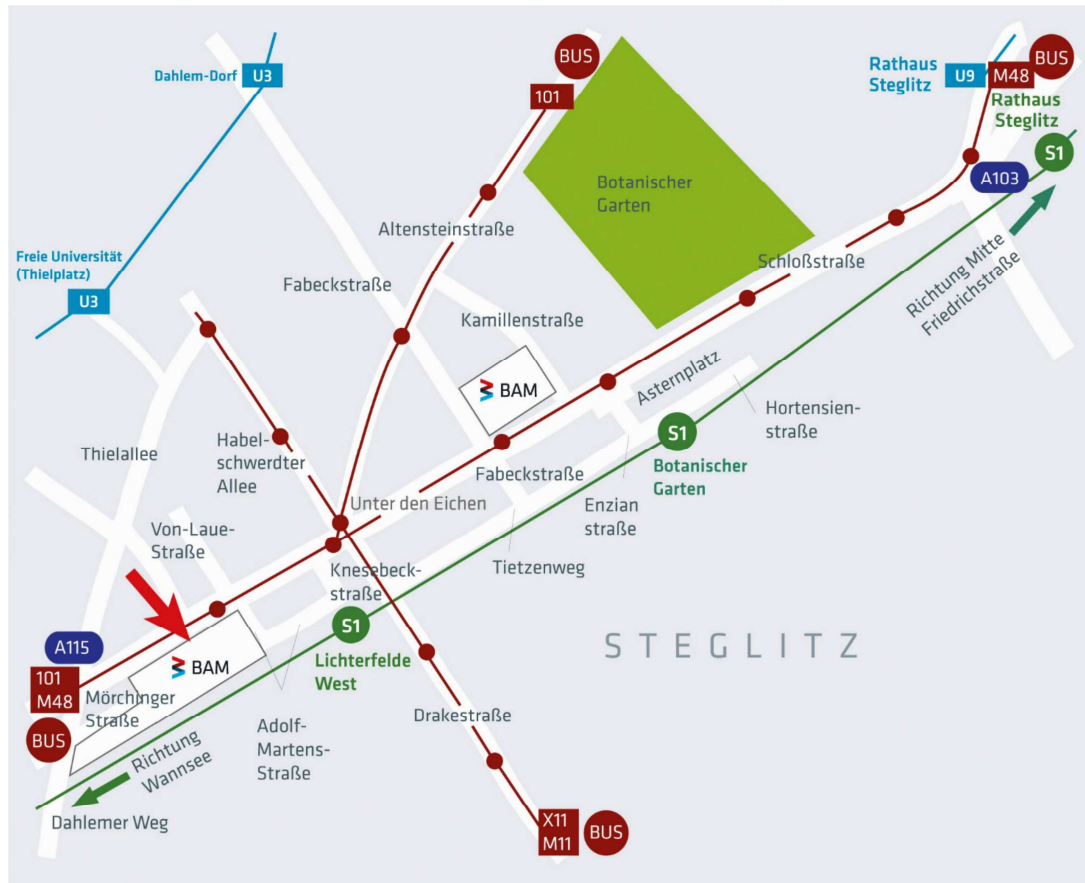 Dahlem-Dorf
U3
BUS
101
Rathaus
Steglitz
U9
M48
BUS
Rathaus
Steglitz
S1
A103
Botanischer
Garten
Altensteinstraße
Freie Universität
(Thielplatz)
U3
Fabeckstraße
Schloßstraße
Richtung Mitte
Friedrichstraße
Kamillenstraße
BAM
Asternplatz
Hortensien-
straße
S1
Botanischer
Garten
Habel-
schwerdter
Allee
Thielallee
Fabeckstraße
Enzian
straße
Unter den Eichen
Von-Laue-
Straße
Tietzenweg
Knesebeck-
straße
S1
Lichterfelde
West
STEGLITZ
A115
101
M48
BUS
BAM
Mörchinger
Straße
Adolf-
Martens-
Straße
Drakestraße
Richtung
Wannsee
Dahlemer Weg
X11
M11
BUS